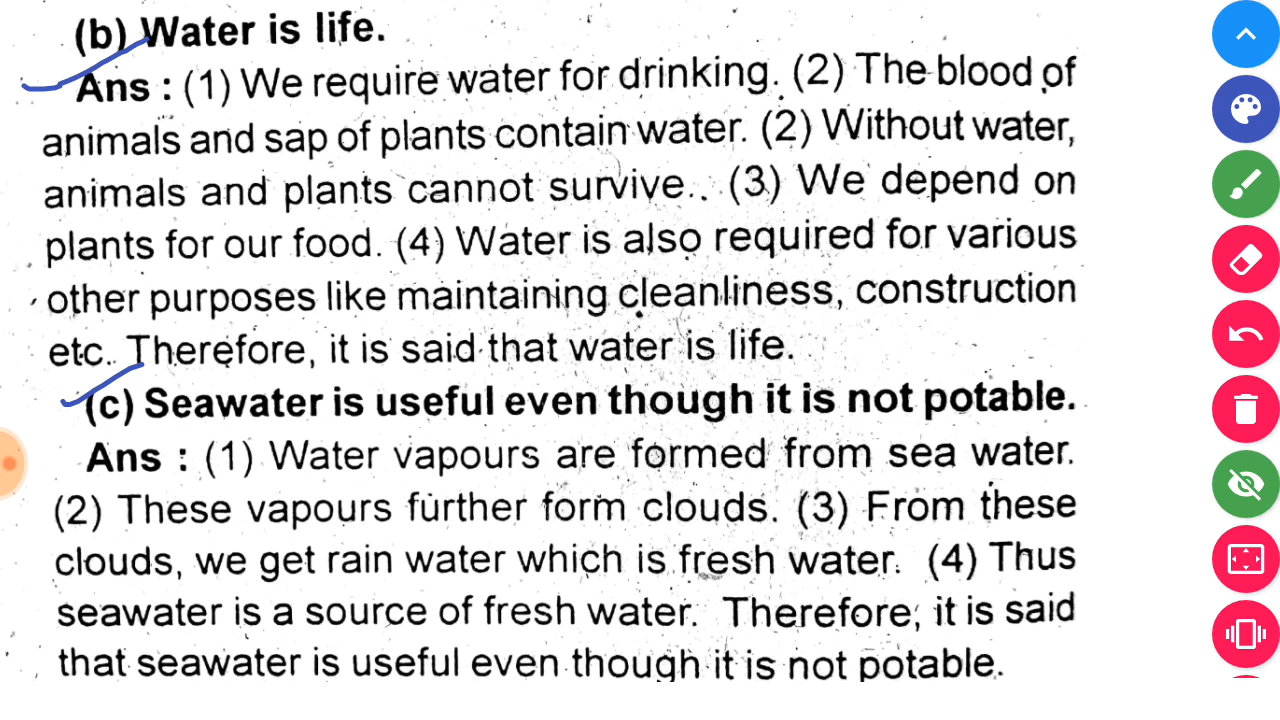 (b) Water is life.
Ans : (1) We require water for drinking. (2) The blood of
animals and sap of plants contain water. (2) Without water,
animals and plants cannot survive.. (3) We depend on
plants for our food. (4) Water is also required for various
other purposes like maintaining cleanliness, construction
etc.. Therefore, it is said that water is life.
(c) Seawater is useful even though it is not potable.
Ans : (1) Water vapours are formed from sea water.
(2) These vapours further form clouds. (3) From these
clouds, we get rain water which is fresh water. (4) Thus
seawater is a source of fresh water. Therefore, it is said
that seawater is useful even though it is not potable.